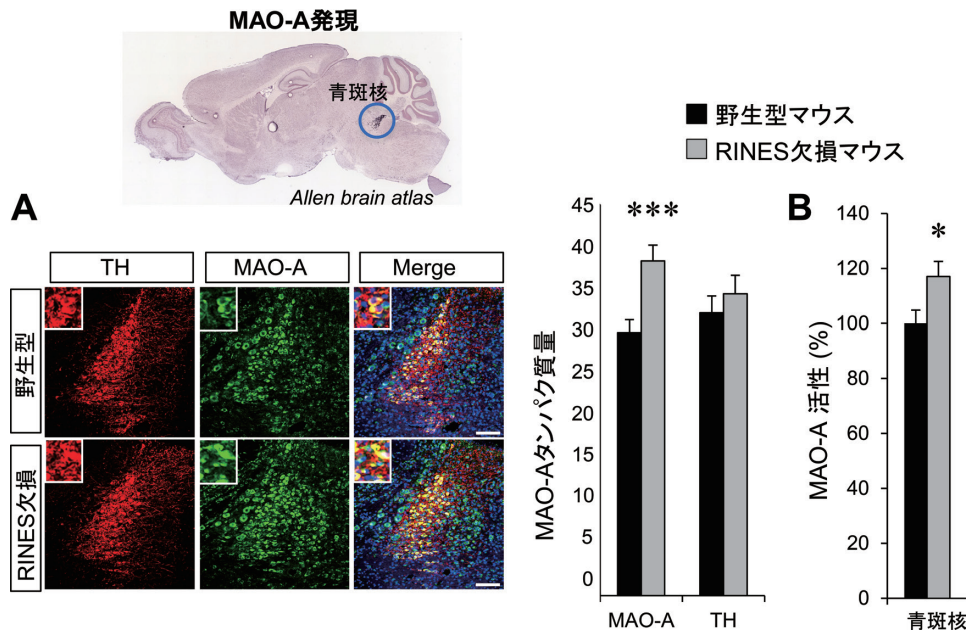 MAO-A発現
青斑核
Allen brain atlas
野生型マウス
RINES欠損マウス
A
TH
MAO-A
Merge
野生型
RINES欠損
MAO-Aタンパク質量
45
40
35
30
25
20
15
10
5
0
***
MAO-A
TH
B
MAO-A 活性 (%)
140
120
100
80
60
40
20
0
*
青斑核